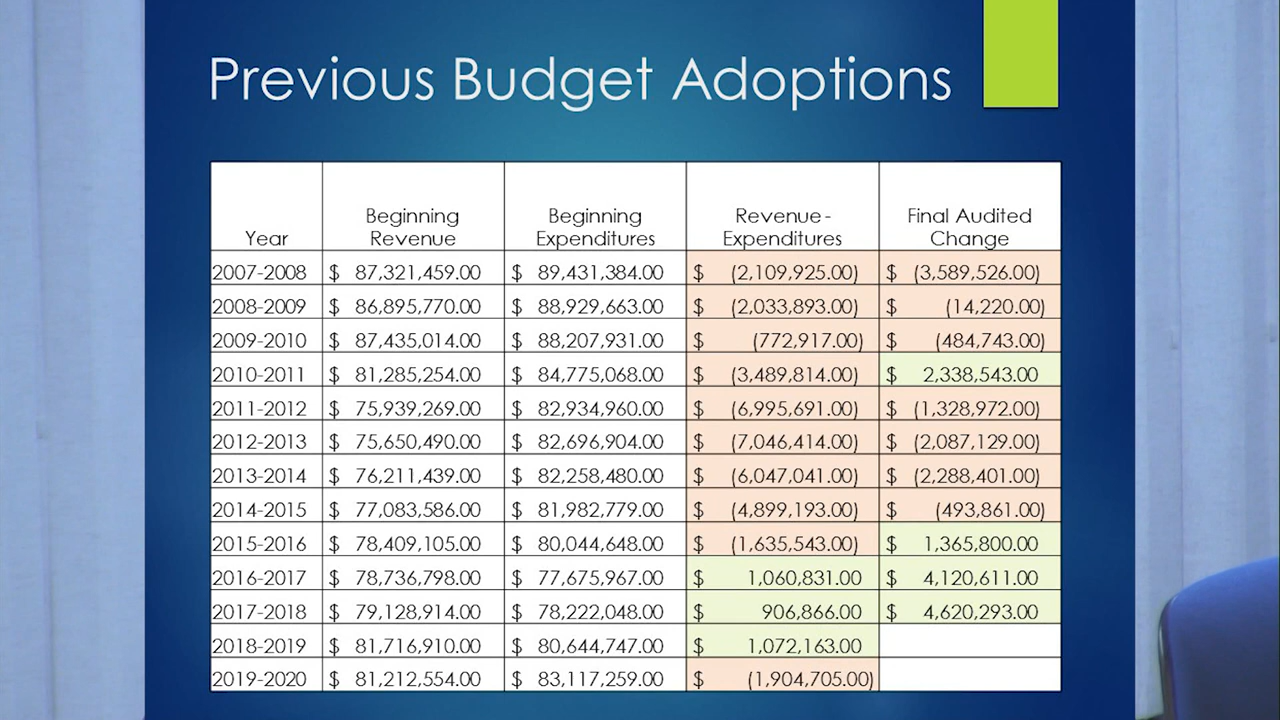 Previous Budget Adoptions
Year Beginning Revenue Beginning Expenditures Revenue - Expenditures Final Audited Change
2007-2008 $ 87,321,459.00 $ 89,431,384.00 $ (2,109,925.00) $ (3,589,526.00)
2008-2009 $ 86,895,770.00 $ 88,929,663.00 $ (2,033,893.00) $ (14,220.00)
2009-2010 $ 87,435,014.00 $ 88,207,931.00 $ (772,917.00) $ (484,743.00)
2010-2011 $ 81,285,254.00 $ 84,775,068.00 $ (3,489,814.00) $ 2,338,543.00
2011-2012 $ 75,939,269.00 $ 82,934,960.00 $ (6,995,691.00) $ (1,328,972.00)
2012-2013 $ 75,650,490.00 $ 82,696,904.00 $ (7,046,414.00) $ (2,087,129.00)
2013-2014 $ 76,211,439.00 $ 82,258,480.00 $ (6,047,041.00) $ (2,288,401.00)
2014-2015 $ 77,083,586.00 $ 81,982,779.00 $ (4,899,193.00) $ (493,861.00)
2015-2016 $ 78,409,105.00 $ 80,044,648.00 $ (1,635,543.00) $ 1,365,800.00
2016-2017 $ 78,736,798.00 $ 77,675,967.00 $ 1,060,831.00 $ 4,120,611.00
2017-2018 $ 79,128,914.00 $ 78,222,048.00 $ 906,866.00 $ 4,620,293.00
2018-2019 $ 81,716,910.00 $ 80,644,747.00 $ 1,072,163.00
2019-2020 $ 81,212,554.00 $ 83,117,259.00 $ (1,904,705.00)